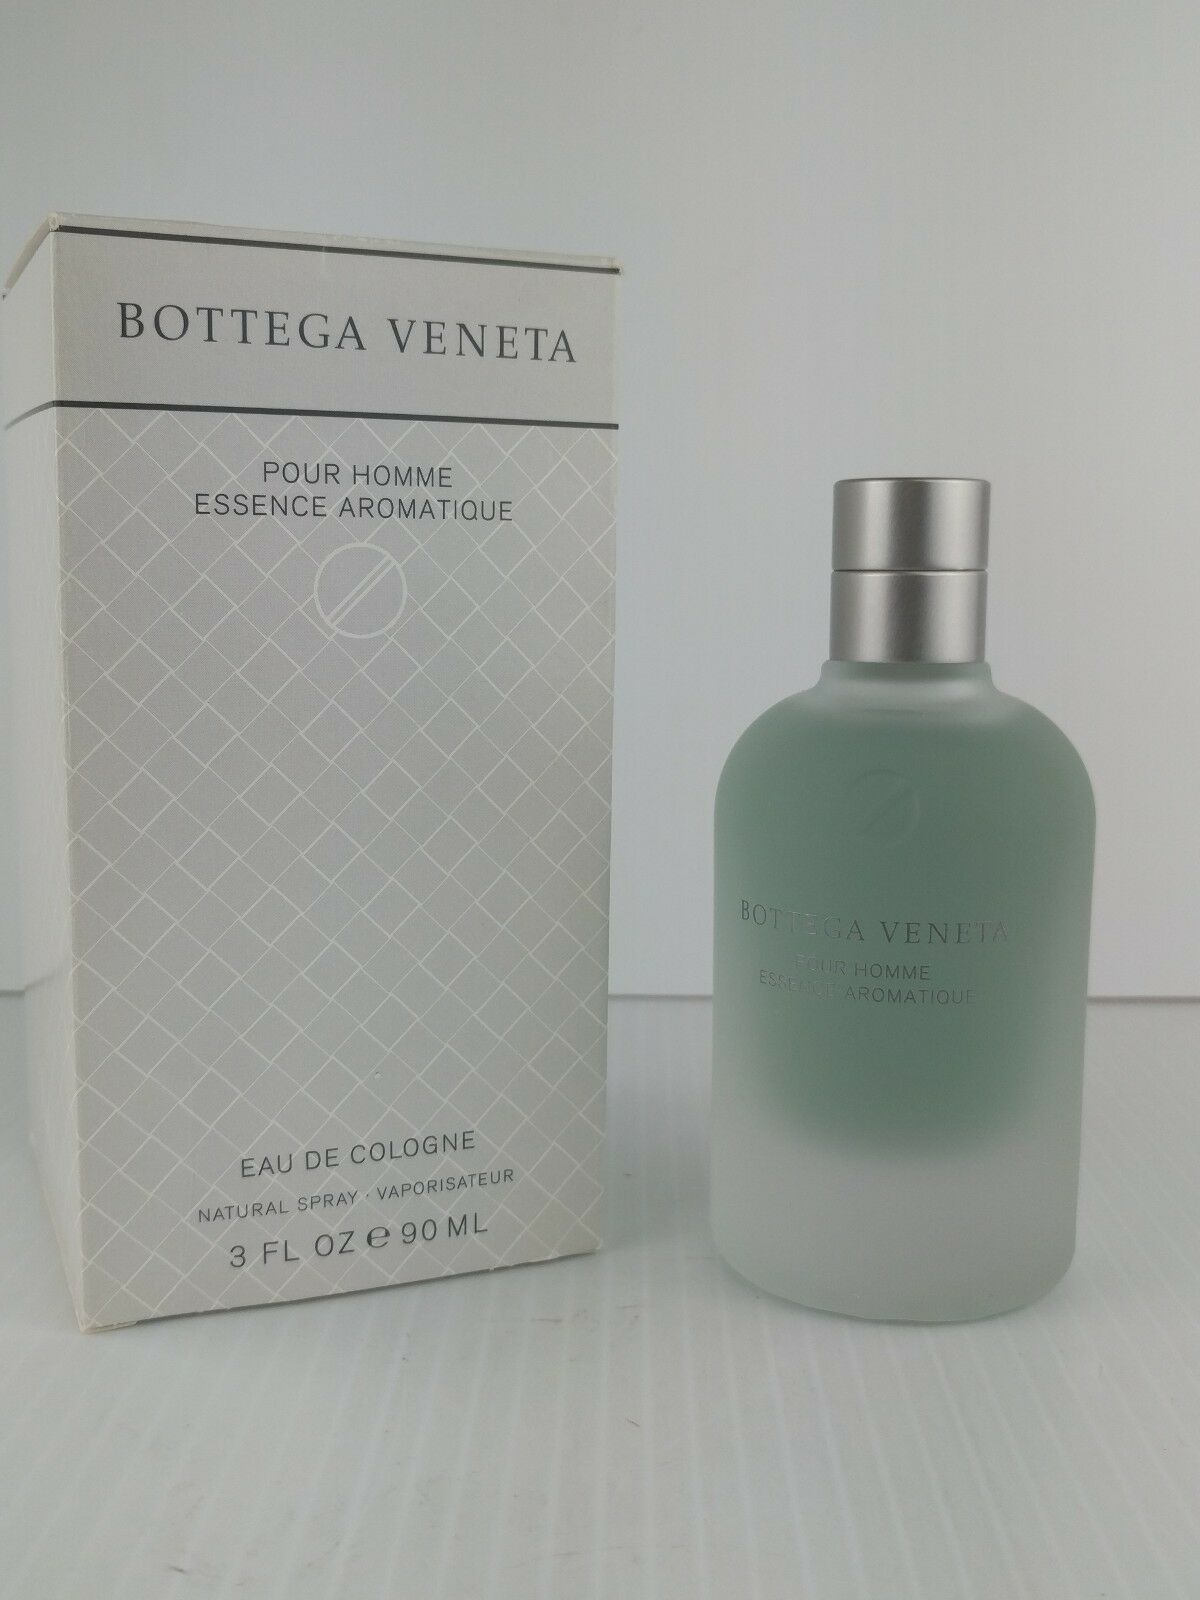 BOTTEGA VENETA
POUR HOMME
ESSENCE AROMATIQUE
EAU DE COLOGNE
NATURAL SPRAY · VAPORISATEUR
3 FL OZ ℮ 90 ML
BOTTEGA VENETA
POUR HOMME
ESSENCE AROMATIQUE